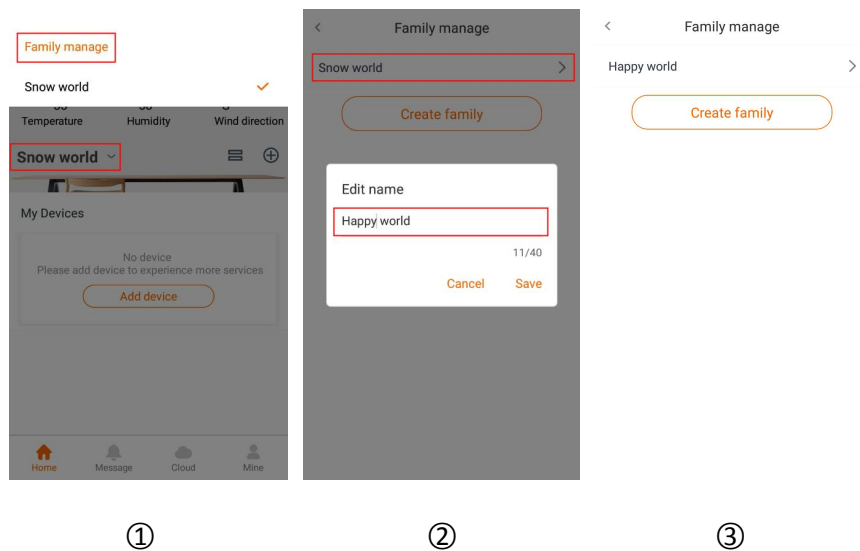 Family manage
Snow world
Temperature Humidity Wind direction
Snow world
My Devices
No device
Please add device to experience more services
Add device
Home Message Cloud Mine
①
Family manage
Snow world
Create family
Edit name
Happy world
11/40
Cancel Save
②
Family manage
Happy world
Create family
③